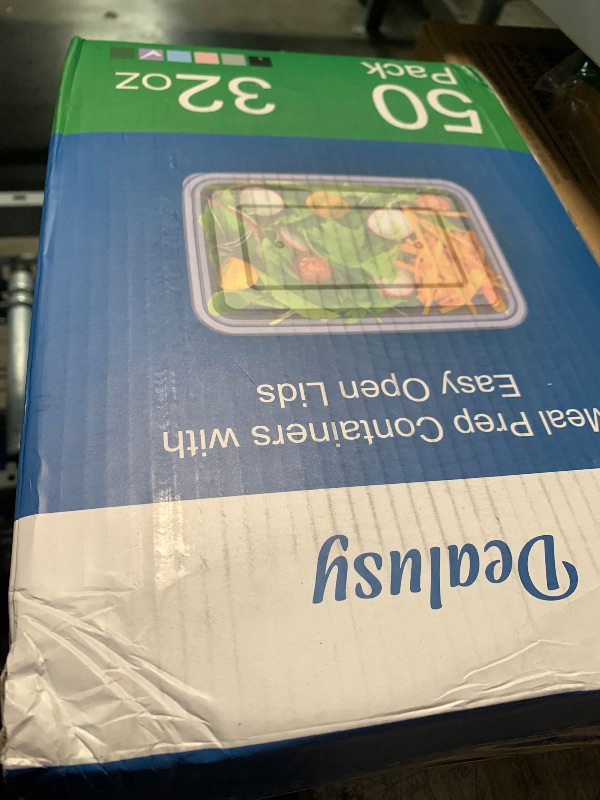 Dealusy
Meal Prep Containers with
Easy Open Lids
50
Pack
32oz